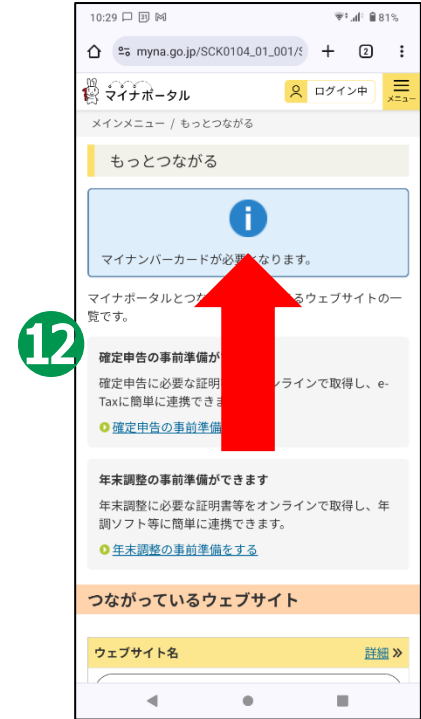 10:29 31 81%
myna.go.jp/SCK0104_01_001/s 2
マイナポータル ログイン中 メニュー
メインメニュー / もっとつながる
もっとつながる
i
マイナンバーカードが必要となります。
マイナポータルとつな るウェブサイトの一
覧です。
12
確定申告の事前準備が
確定申告に必要な証明 ンラインで取得し、e-
Taxに簡単に連携でき
確定申告の事前準備
年末調整の事前準備ができます
年末調整に必要な証明書等をオンラインで取得し、年
調ソフト等に簡単に連携できます。
年末調整の事前準備をする
つながっているウェブサイト
ウェブサイト名 詳細